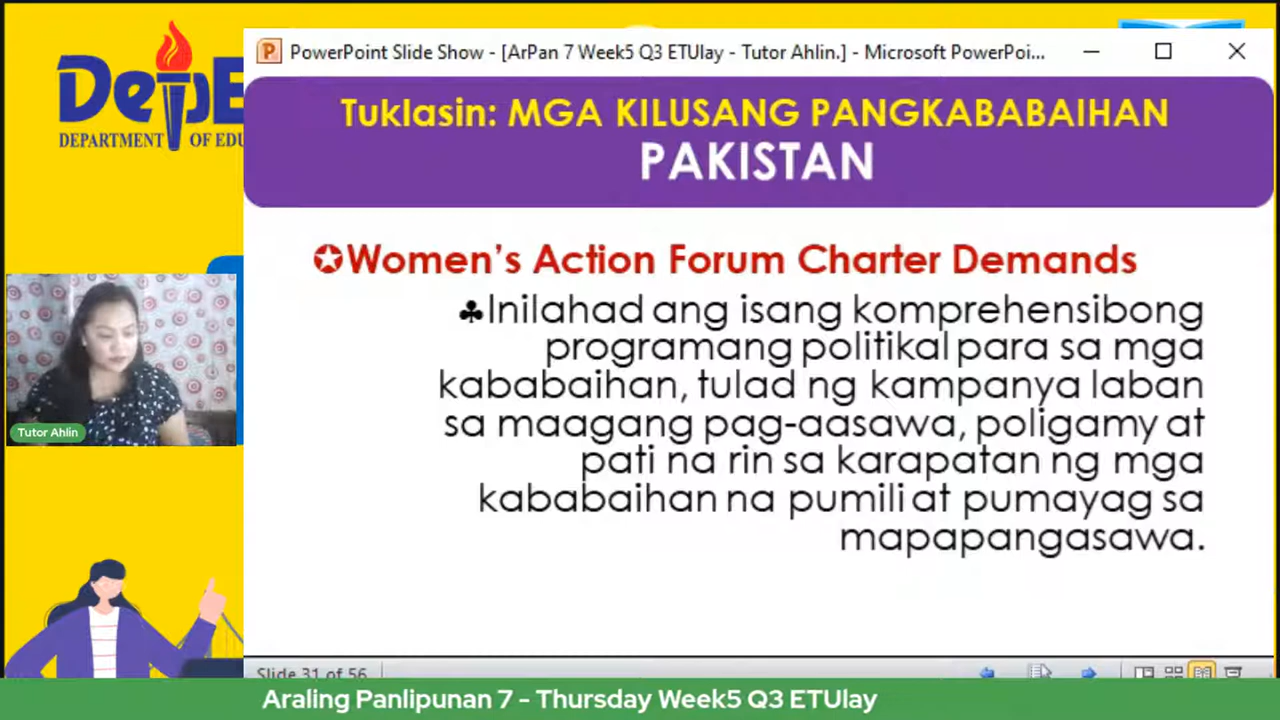 DepE
DEPARTMENT OF EDU
PowerPoint Slide Show - [ArPan 7 Week5 Q3 ETUlay - Tutor Ahlin.] - Microsoft PowerPoi...
Tuklasin: MGA KILUSANG PANGKABABAIHAN
PAKISTAN
✪Women's Action Forum Charter Demands
♣Inilahad ang isang komprehensibong
programang politikal para sa mga
kababaihan, tulad ng kampanya laban
sa maagang pag-aasawa, poligamy at
pati na rin sa karapatan ng mga
kababaihan na pumili at pumayag sa
mapapangasawa.
Tutor Ahlin
Slide 31 of 56
Araling Panlipunan 7 - Thursday Week5 Q3 ETUlay